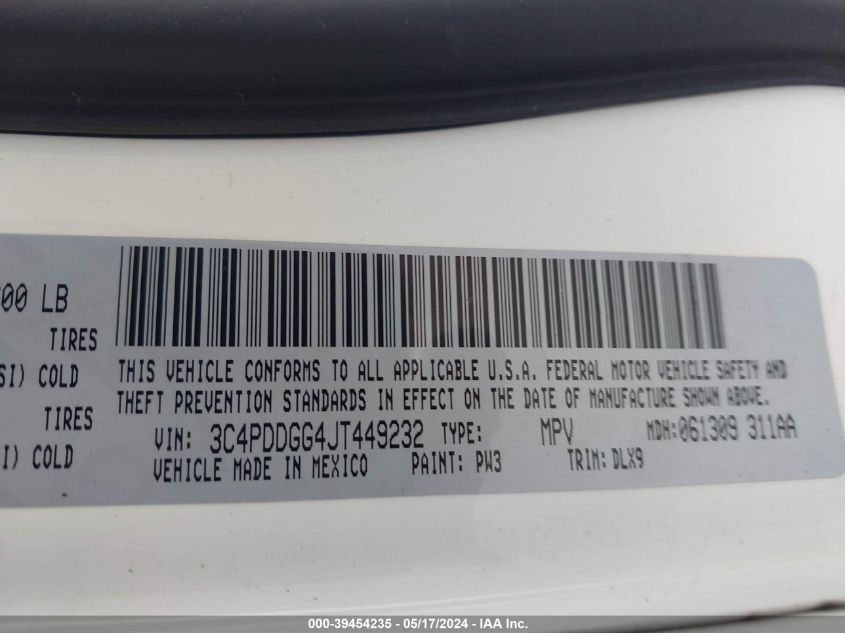 00 LB
TIRES
SI) COLD
TIRES
I) COLD
THIS VEHICLE CONFORMS TO ALL APPLICABLE U.S.A. FEDERAL MOTOR VEHICLE SAFETY AND
THEFT PREVENTION STANDARDS IN EFFECT ON THE DATE OF MANUFACTURE SHOWN ABOVE.
VIN: 3C4PDDGG4JT449232 TYPE: MPV MDH:061309 311AA
VEHICLE MADE IN MEXICO PAINT: PW3 TRIM: DLX9
000-39454235 - 05/17/2024 - IAA Inc.